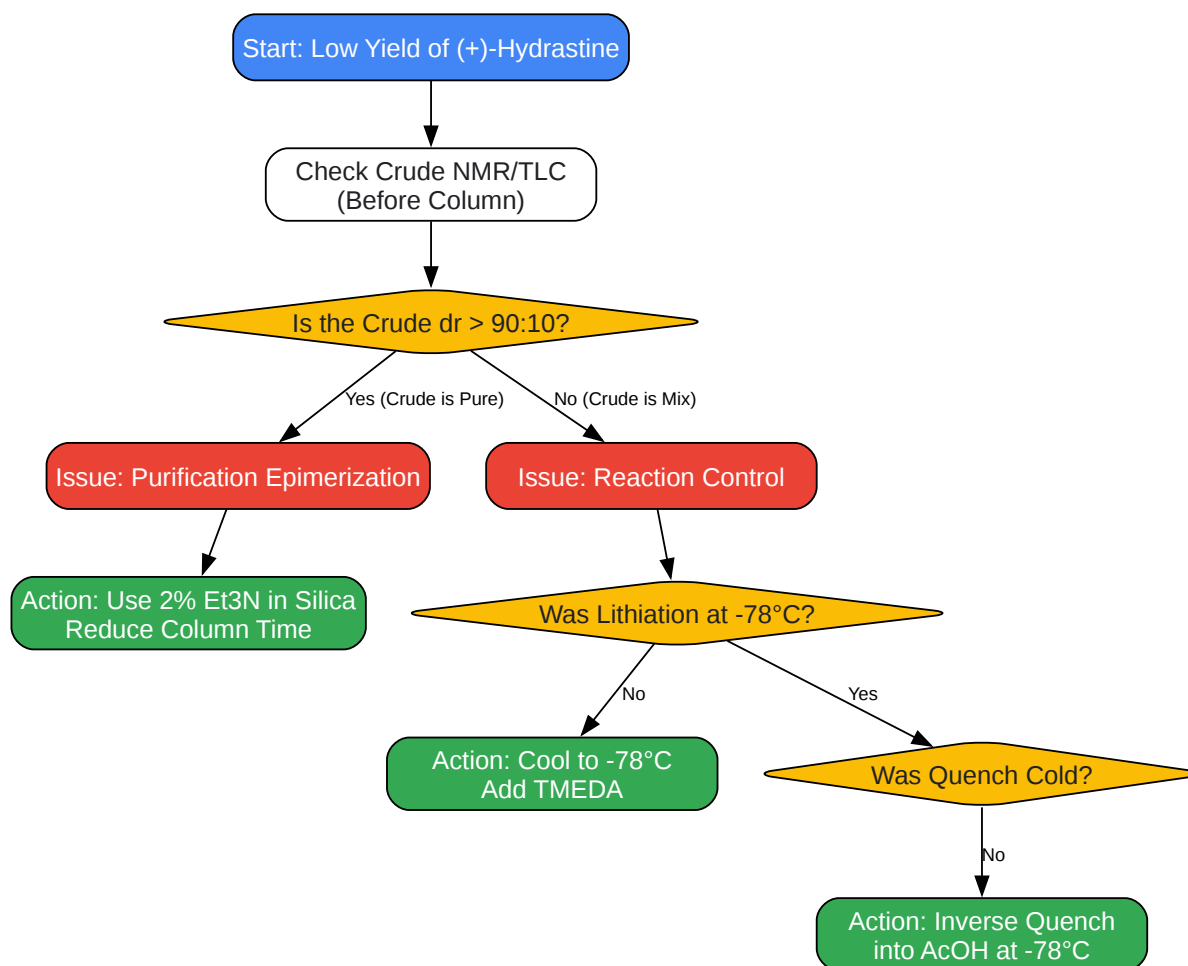 Start: Low Yield of (+)-Hydrastine
Check Crude NMR/TLC
(Before Column)
Is the Crude dr > 90:10?
Yes (Crude is Pure)
No (Crude is Mix)
Issue: Purification Epimerization
Issue: Reaction Control
Action: Use 2% Et3N in Silica
Reduce Column Time
Was Lithiation at -78°C?
No
Yes
Action: Cool to -78°C
Add TMEDA
Was Quench Cold?
No
Action: Inverse Quench
into AcOH at -78°C